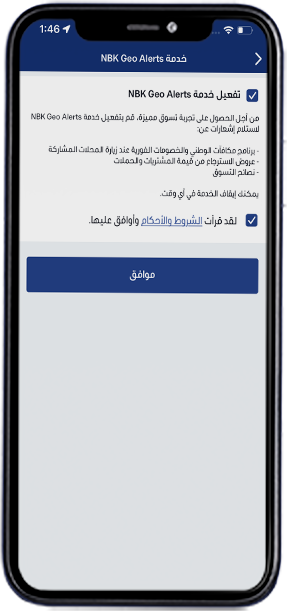 1:46
خدمة NBK Geo Alerts
تفعيل خدمة NBK Geo Alerts
من أجل الحصول على تجربة تسوق مميزة، قم بتفعيل خدمة NBK Geo Alerts
لاستلام إشعارات عن:
- برنامج مكافآت الوطني والخصومات الفورية عند زيارة المحلات المشاركة
- عروض الاسترجاع من قيمة المشتريات والحملات
- نصائح التسوق
يمكنك إيقاف الخدمة في أي وقت.
لقد قرأت الشروط والأحكام وأوافق عليها.
موافق